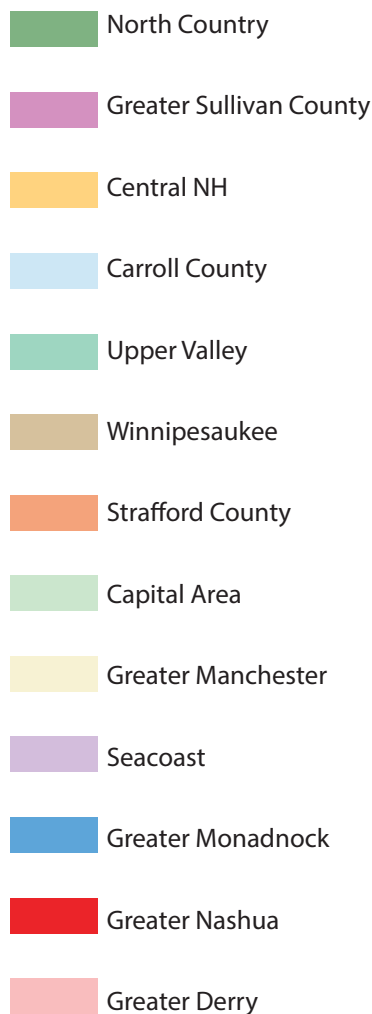 North Country
Greater Sullivan County
Central NH
Carroll County
Upper Valley
Winnipesaukee
Strafford County
Capital Area
Greater Manchester
Seacoast
Greater Monadnock
Greater Nashua
Greater Derry